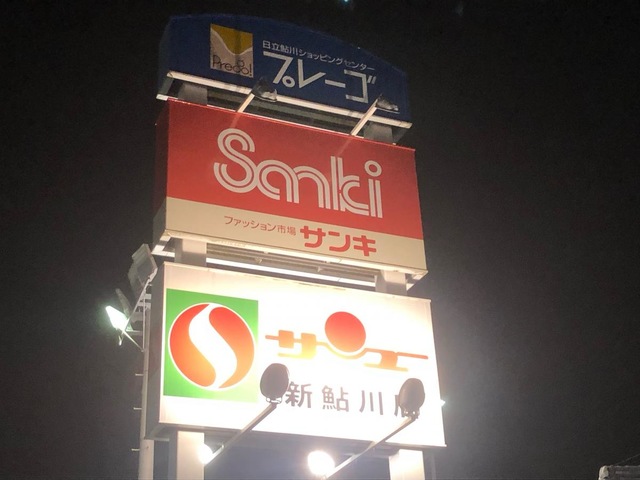 Prego!
日立鮎川ショッピングセンター
プレーゴ
Sanki
ファッション市場 サンキ
サンユー
新鮎川店